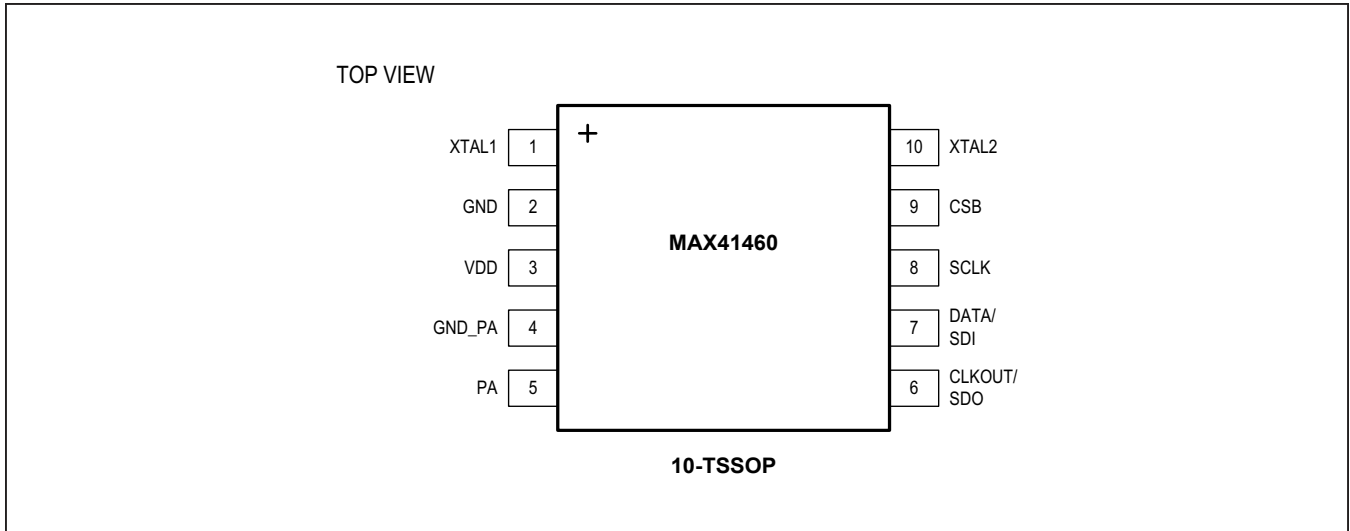 TOP VIEW
XTAL1 1
GND 2
VDD 3
GND_PA 4
PA 5
+
MAX41460
10 XTAL2
9 CSB
8 SCLK
7 DATA/
SDI
6 CLKOUT/
SDO
10-TSSOP